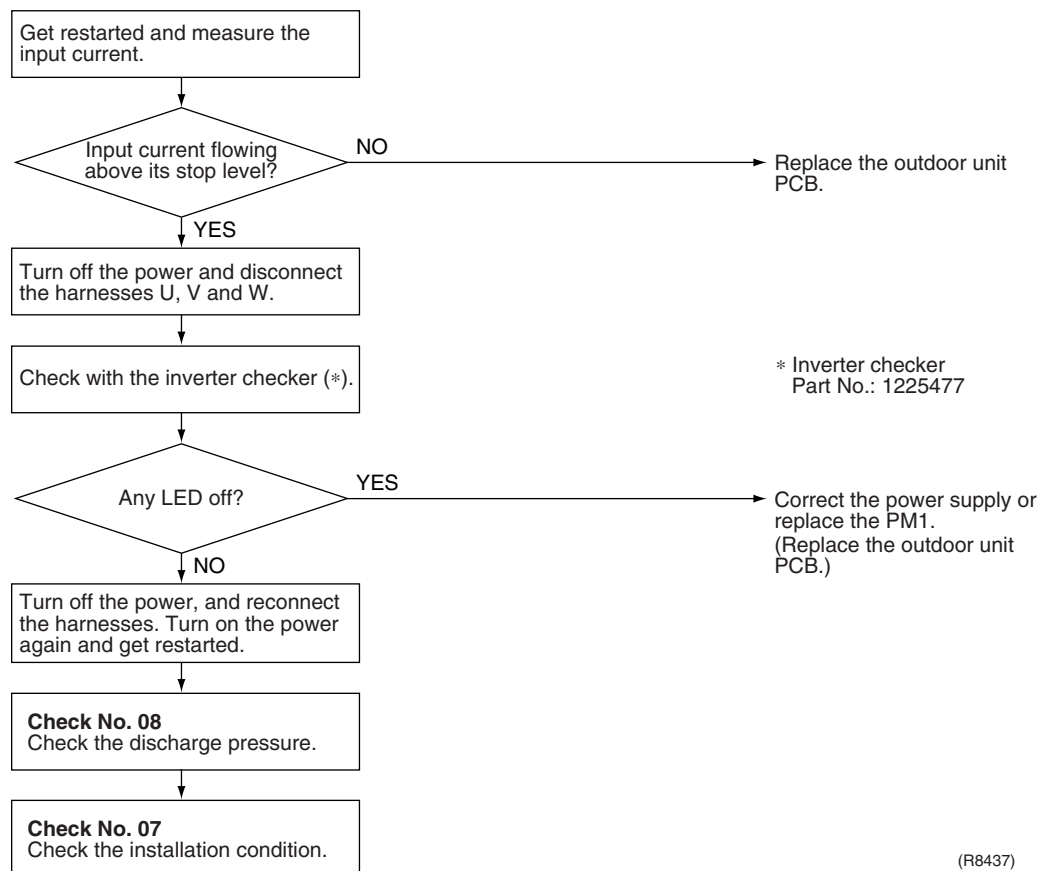 Get restarted and measure the
input current.
Input current flowing
above its stop level?
NO
Replace the outdoor unit
PCB.
YES
Turn off the power and disconnect
the harnesses U, V and W.
Check with the inverter checker (*).
* Inverter checker
Part No.: 1225477
Any LED off?
YES
Correct the power supply or
replace the PM1.
(Replace the outdoor unit
PCB.)
NO
Turn off the power, and reconnect
the harnesses. Turn on the power
again and get restarted.
Check No. 08
Check the discharge pressure.
Check No. 07
Check the installation condition.
(R8437)